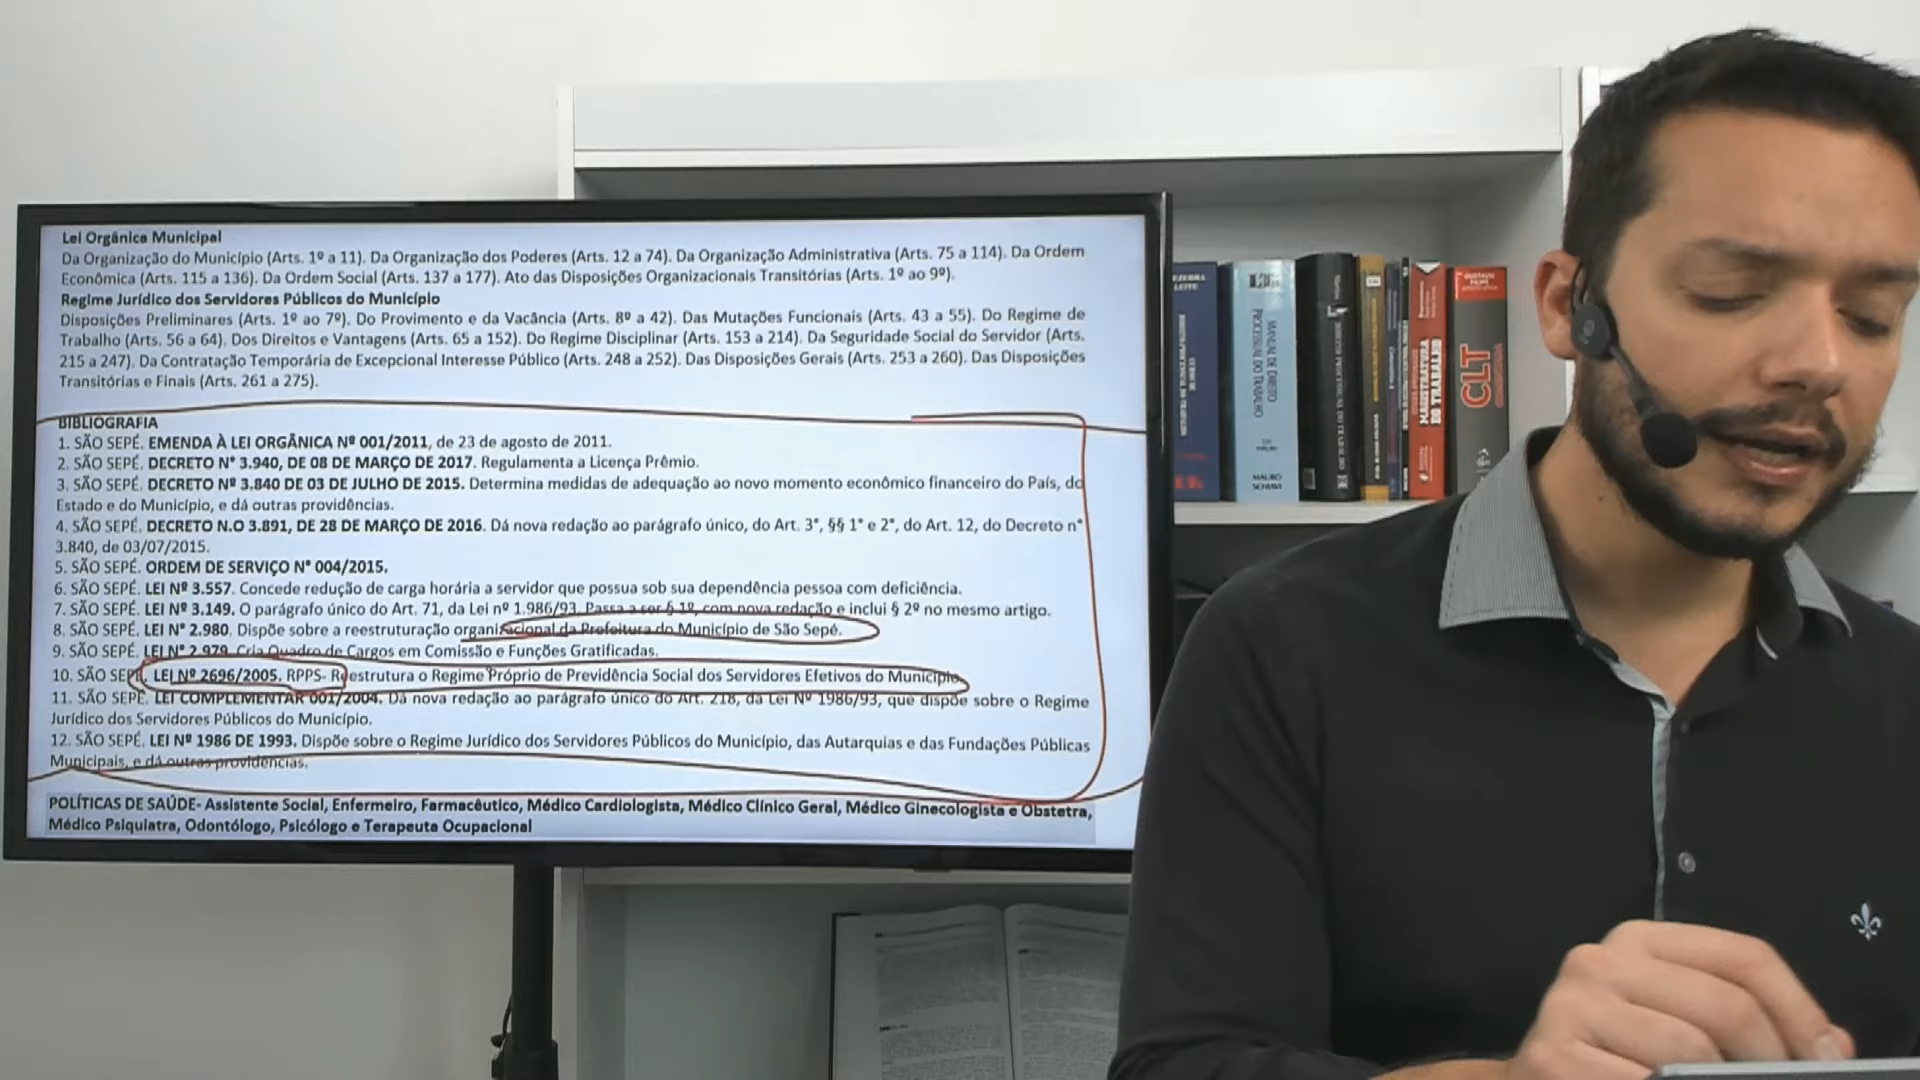 Lei Orgânica Municipal
Da Organização do Município (Arts. 1º a 11). Da Organização dos Poderes (Arts. 12 a 74). Da Organização Administrativa (Arts. 75 a 114). Da Ordem
Econômica (Arts. 115 a 136). Da Ordem Social (Arts. 137 a 177). Ato das Disposições Organizacionais Transitórias (Arts. 1º ao 9º).
Regime Jurídico dos Servidores Públicos do Município
Disposições Preliminares (Arts. 1º ao 7º). Do Provimento e da Vacância (Arts. 8º a 42). Das Mutações Funcionais (Arts. 43 a 55). Do Regime de
Trabalho (Arts. 56 a 64). Dos Direitos e Vantagens (Arts. 65 a 152). Do Regime Disciplinar (Arts. 153 a 214). Da Seguridade Social do Servidor (Arts.
215 a 247). Da Contratação Temporária de Excepcional Interesse Público (Arts. 248 a 252). Das Disposições Gerais (Arts. 253 a 260). Das Disposições
Transitórias e Finais (Arts. 261 a 275).
BIBLIOGRAFIA
1. SÃO SEPÉ. EMENDA À LEI ORGÂNICA Nº 001/2011, de 23 de agosto de 2011.
2. SÃO SEPÉ. DECRETO N° 3.940, DE 08 DE MARÇO DE 2017. Regulamenta a Licença Prêmio.
3. SÃO SEPÉ. DECRETO Nº 3.840 DE 03 DE JULHO DE 2015. Determina medidas de adequação ao novo momento econômico financeiro do País, do
Estado e do Município, e dá outras providências.
4. SÃO SEPÉ. DECRETO N.O 3.891, DE 28 DE MARÇO DE 2016. Dá nova redação ao parágrafo único, do Art. 3°, §§ 1° e 2°, do Art. 12, do Decreto n°
3.840, de 03/07/2015.
5. SÃO SEPÉ. ORDEM DE SERVIÇO N° 004/2015.
6. SÃO SEPÉ. LEI Nº 3.557. Concede redução de carga horária a servidor que possua sob sua dependência pessoa com deficiência.
7. SÃO SEPÉ. LEI Nº 3.149. O parágrafo único do Art. 71, da Lei nº 1.986/93. Passa a ser § 1º, com nova redação e inclui § 2º no mesmo artigo.
8. SÃO SEPÉ. LEI N° 2.980. Dispõe sobre a reestruturação organizacional da Prefeitura do Município de São Sepé.
9. SÃO SEPÉ. LEI N° 2.979. Cria Quadro de Cargos em Comissão e Funções Gratificadas.
10. SÃO SEPÉ. LEI Nº 2696/2005. RPPS- Reestrutura o Regime Próprio de Previdência Social dos Servidores Efetivos do Município.
11. SÃO SEPÉ. LEI COMPLEMENTAR 001/2004. Dá nova redação ao parágrafo único do Art. 218, da Lei Nº 1986/93, que dispõe sobre o Regime
Jurídico dos Servidores Públicos do Município.
12. SÃO SEPÉ. LEI Nº 1986 DE 1993. Dispõe sobre o Regime Jurídico dos Servidores Públicos do Município, das Autarquias e das Fundações Públicas
Municipais, e dá outras providências.
POLÍTICAS DE SAÚDE- Assistente Social, Enfermeiro, Farmacêutico, Médico Cardiologista, Médico Clínico Geral, Médico Ginecologista e Obstetra,
Médico Psiquiatra, Odontólogo, Psicólogo e Terapeuta Ocupacional
BEZERRA
LEITE
MANUAL DE DIREITO
PROCESSUAL DO TRABALHO
MAURO
SCHIAVI
MAGISTRATURA
DO TRABALHO
CLT